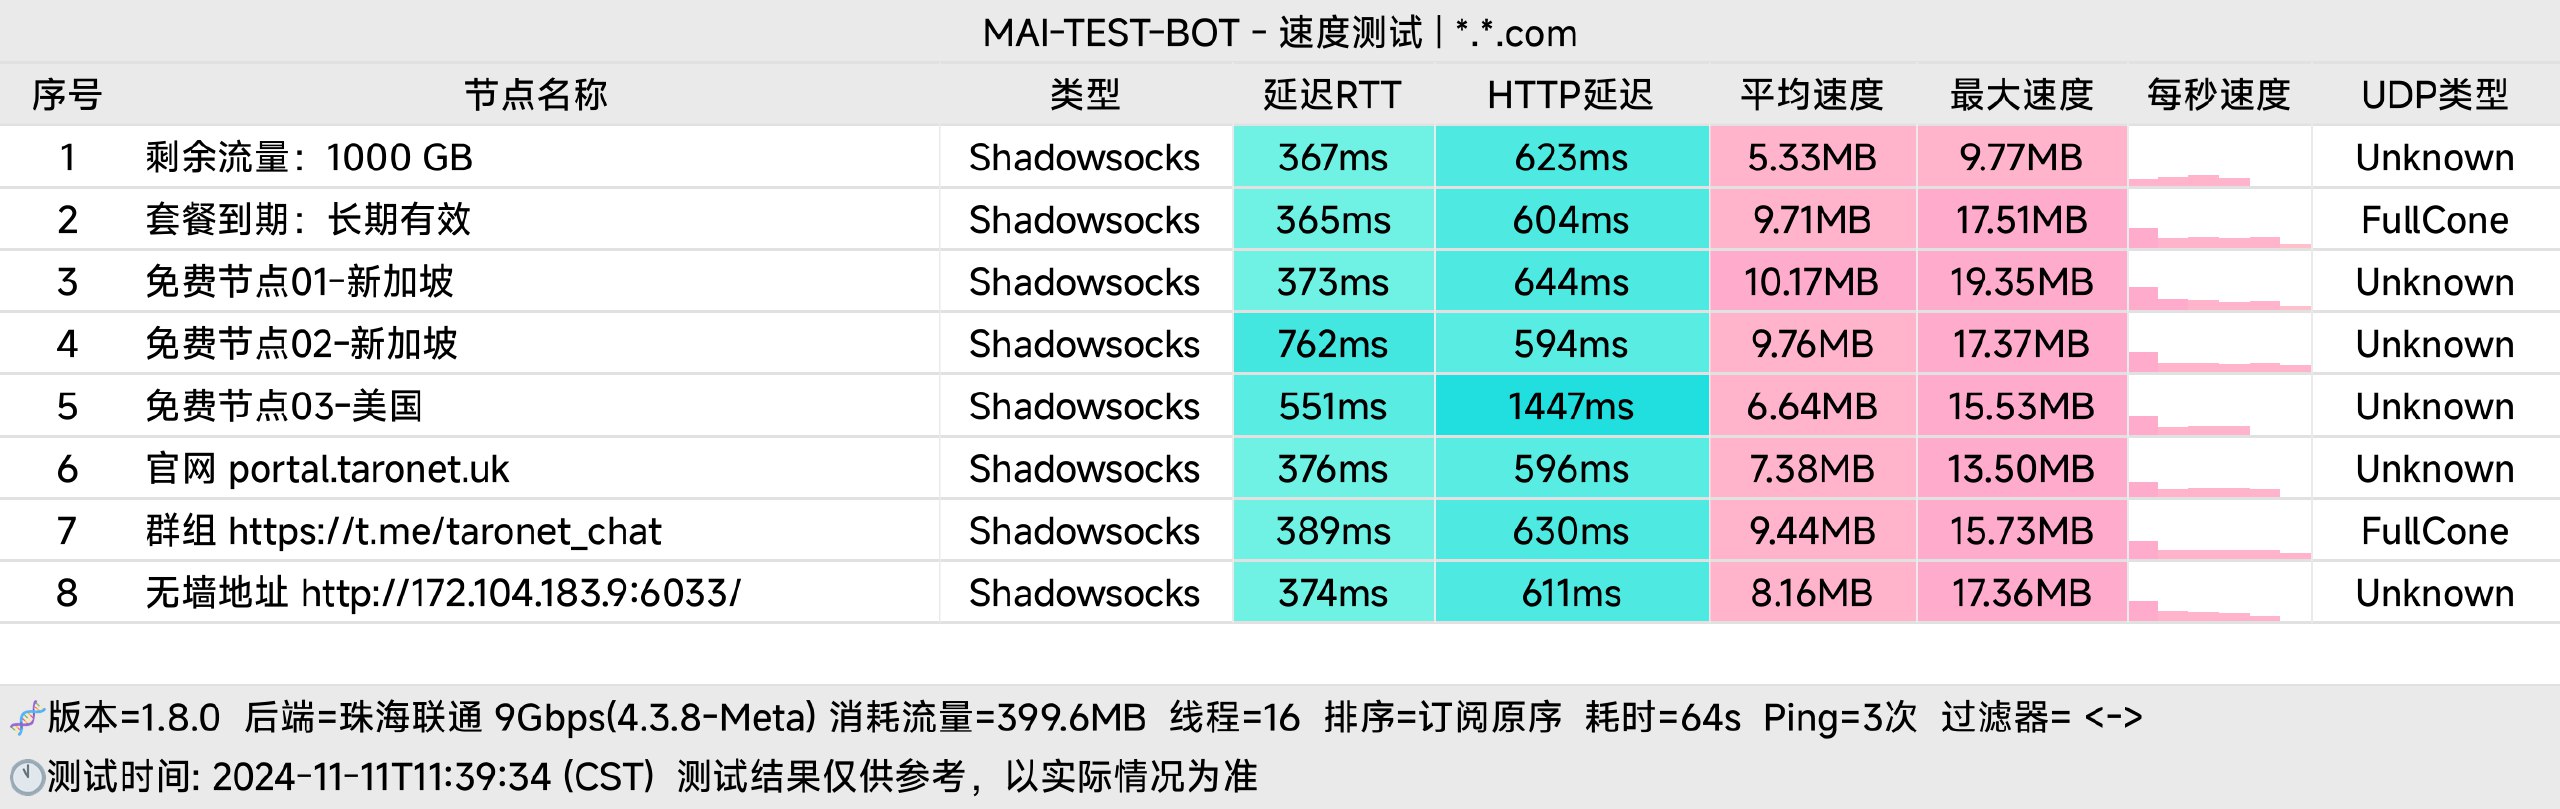 MAI-TEST-BOT - 速度测试 | *.*.com
序号 节点名称 类型 延迟RTT HTTP延迟 平均速度 最大速度 每秒速度 UDP类型
1 剩余流量：1000 GB Shadowsocks 367ms 623ms 5.33MB 9.77MB Unknown
2 套餐到期：长期有效 Shadowsocks 365ms 604ms 9.71MB 17.51MB FullCone
3 免费节点01-新加坡 Shadowsocks 373ms 644ms 10.17MB 19.35MB Unknown
4 免费节点02-新加坡 Shadowsocks 762ms 594ms 9.76MB 17.37MB Unknown
5 免费节点03-美国 Shadowsocks 551ms 1447ms 6.64MB 15.53MB Unknown
6 官网 portal.taronet.uk Shadowsocks 376ms 596ms 7.38MB 13.50MB Unknown
7 群组 https://t.me/taronet_chat Shadowsocks 389ms 630ms 9.44MB 15.73MB FullCone
8 无墙地址 http://172.104.183.9:6033/ Shadowsocks 374ms 611ms 8.16MB 17.36MB Unknown
版本=1.8.0 后端=珠海联通 9Gbps(4.3.8-Meta) 消耗流量=399.6MB 线程=16 排序=订阅原序 耗时=64s Ping=3次 过滤器= <->
测试时间: 2024-11-11T11:39:34 (CST) 测试结果仅供参考，以实际情况为准